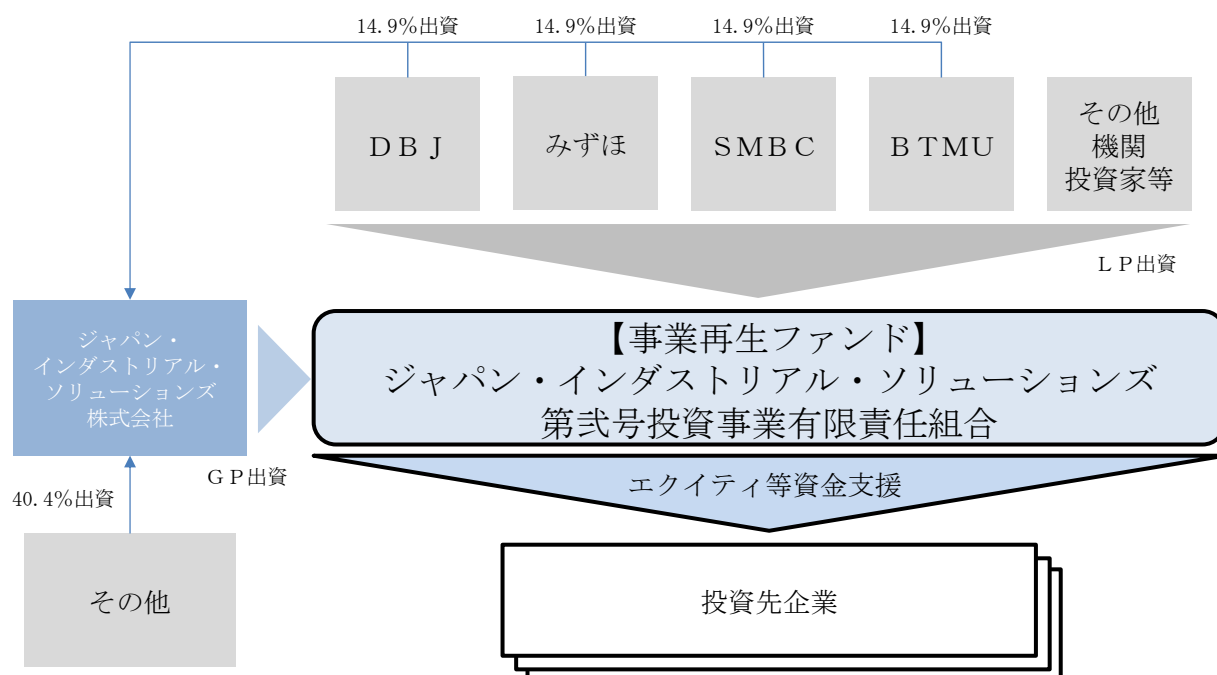 14.9%出資
14.9%出資
14.9%出資
14.9%出資
ＤＢＪ
みずほ
ＳＭＢＣ
ＢＴＭＵ
その他
機関
投資家等
ＬＰ出資
ジャパン・
インダストリアル・
ソリューションズ
株式会社
【事業再生ファンド】
ジャパン・インダストリアル・ソリューションズ
第弐号投資事業有限責任組合
ＧＰ出資
エクイティ等資金支援
40.4%出資
その他
投資先企業